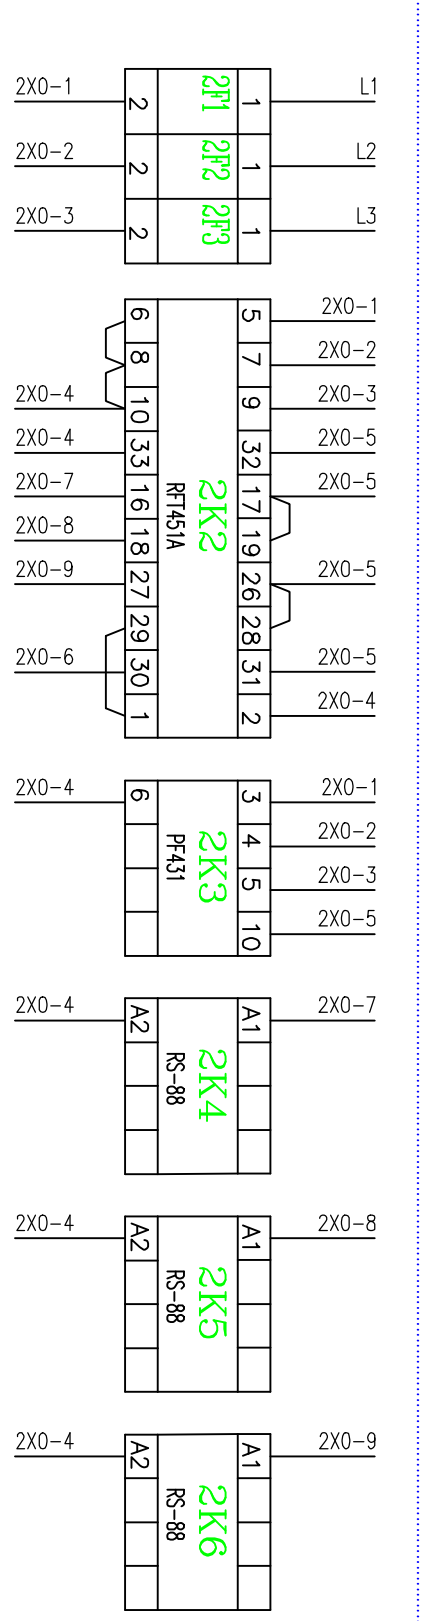 2X0-1 2 2F1 1 L1
2X0-2 2 2F2 1 L2
2X0-3 2 2F3 1 L3
6 5 2X0-1
8 7 2X0-2
2X0-4 10 9 2X0-3
2X0-4 33 32 2X0-5
2X0-7 16 17 2X0-5
RFT451A 2K2
2X0-8 18 19
2X0-9 27 26 2X0-5
29 28
2X0-6 30 31 2X0-5
1 2 2X0-4
2X0-4 6 3 2X0-1
4 2X0-2
PF431 2K3
5 2X0-3
10 2X0-5
2X0-4 A2 A1 2X0-7
RS-88 2K4
2X0-4 A2 A1 2X0-8
RS-88 2K5
2X0-4 A2 A1 2X0-9
RS-88 2K6